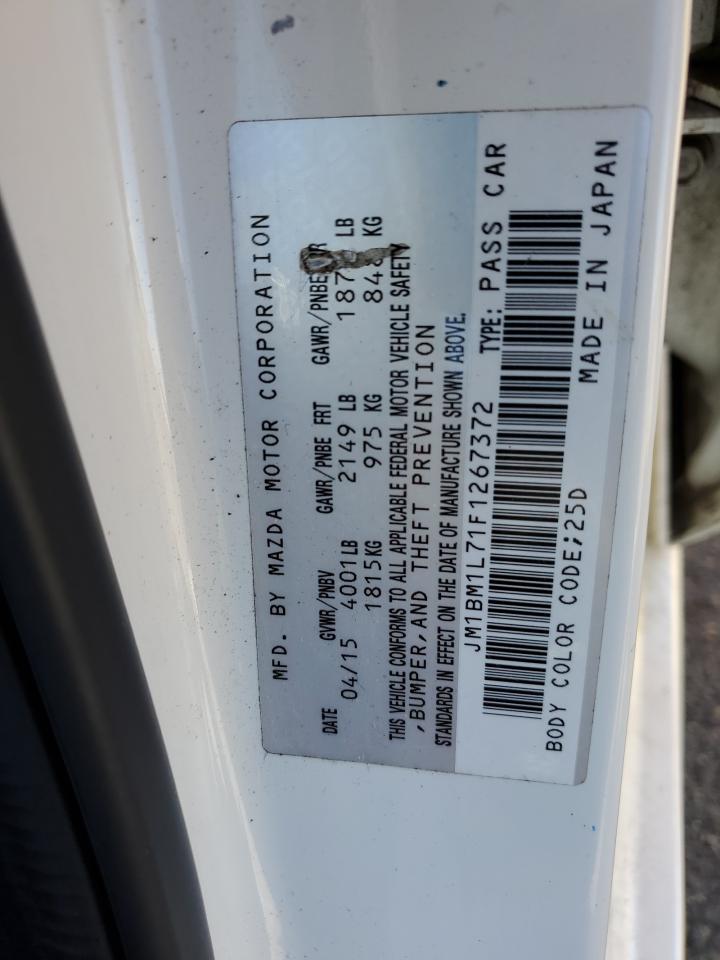 MFD. BY MAZDA MOTOR CORPORATION
DATE GVWR/PNBV GAWR/PNBE FRT GAWR/PNBE
04/15 4001LB 2149 LB LB
1815KG 975 KG KG
THIS VEHICLE CONFORMS TO ALL APPLICABLE FEDERAL MOTOR VEHICLE SAFETY
,BUMPER,AND THEFT PREVENTION
STANDARDS IN EFFECT ON THE DATE OF MANUFACTURE SHOWN ABOVE.
JM1BM1L71F1267372 TYPE: PASS CAR
BODY COLOR CODE;25D MADE IN JAPAN